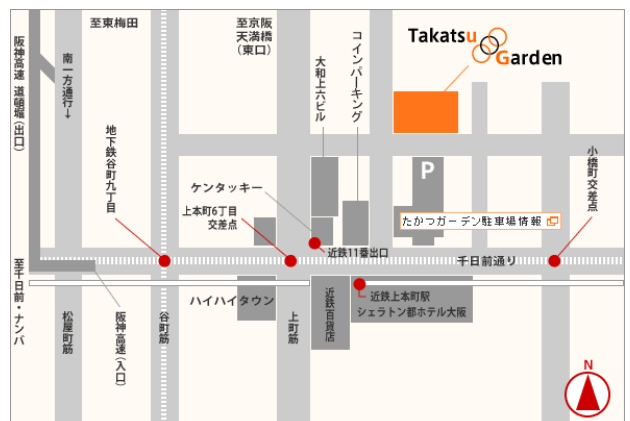 至東梅田
至京阪
天満橋
（東口）
Takatsu
Garden
阪神高速 道頓堀（出口）
南一方通行→
コインパーキング
大和上六ビル
地下鉄谷町九丁目
小橋町交差点
P
ケンタッキー
上本町6丁目
交差点
たかつガーデン駐車場情報
近鉄11番出口
千日前通り
至千日前・ナンバ
阪神高速（入口）
松屋町筋
谷町筋
ハイハイタウン
上町筋
近鉄百貨店
近鉄上本町駅
シェラトン都ホテル大阪
N